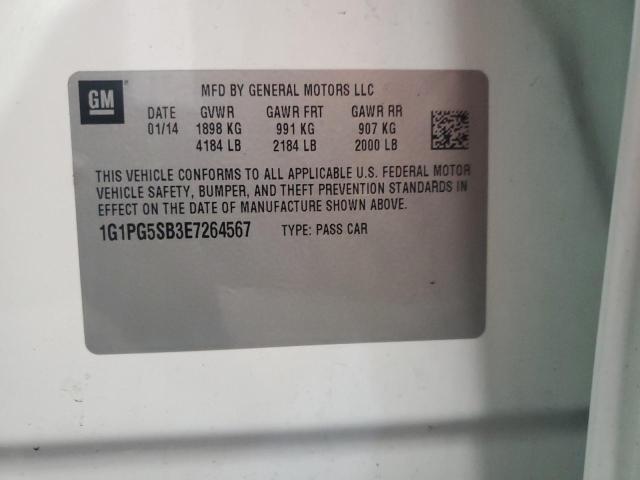 GM
MFD BY GENERAL MOTORS LLC
DATE GVWR GAWR FRT GAWR RR
01/14 1898 KG 991 KG 907 KG
4184 LB 2184 LB 2000 LB
THIS VEHICLE CONFORMS TO ALL APPLICABLE U.S. FEDERAL MOTOR
VEHICLE SAFETY, BUMPER, AND THEFT PREVENTION STANDARDS IN
EFFECT ON THE DATE OF MANUFACTURE SHOWN ABOVE.
1G1PG5SB3E7264567 TYPE: PASS CAR